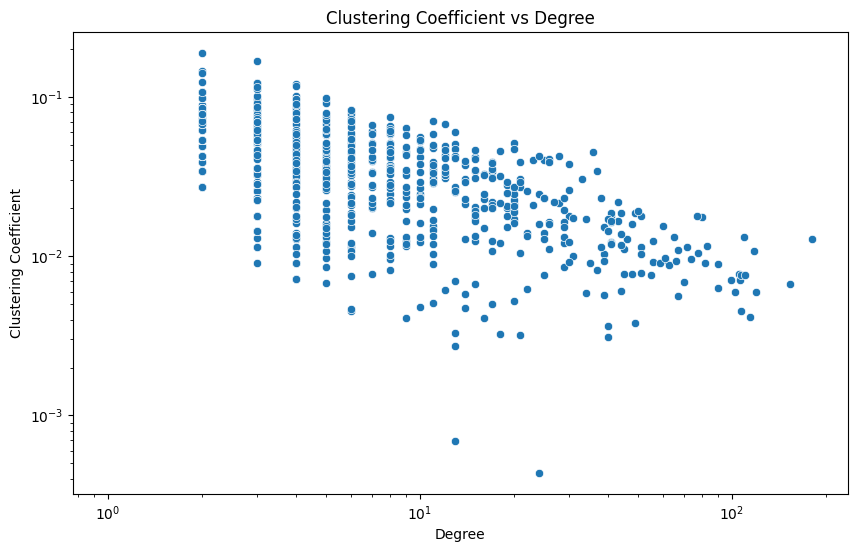 Clustering Coefficient vs Degree
Clustering Coefficient
10⁻¹
10⁻²
10⁻³
10⁰
10¹
10²
Degree